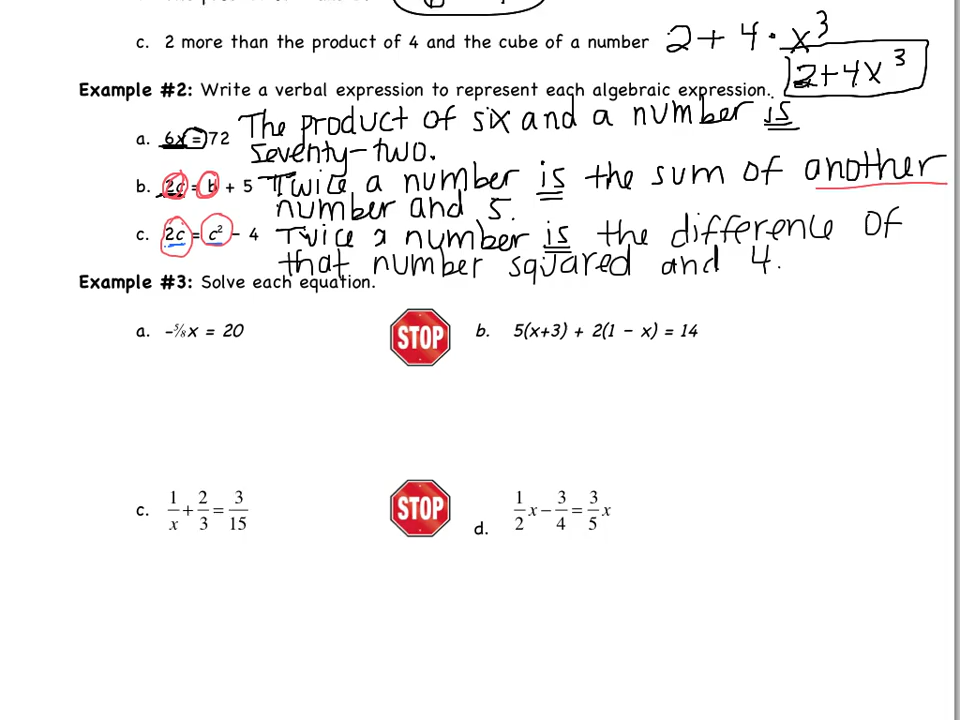 c. 2 more than the product of 4 and the cube of a number 2 + 4 · x³
2+4x³
Example #2: Write a verbal expression to represent each algebraic expression.
a. 6x = 72 The product of six and a number is
seventy-two.
b. 2c = b + 5 Twice a number is the sum of another
number and 5.
c. 2c = c² - 4 Twice a number is the difference of
that number squared and 4.
Example #3: Solve each equation.
a. -⅝x = 20 STOP b. 5(x+3) + 2(1 - x) = 14
c. 1/x + 2/3 = 3/15 STOP d. 1/2 x - 3/4 = 3/5 x